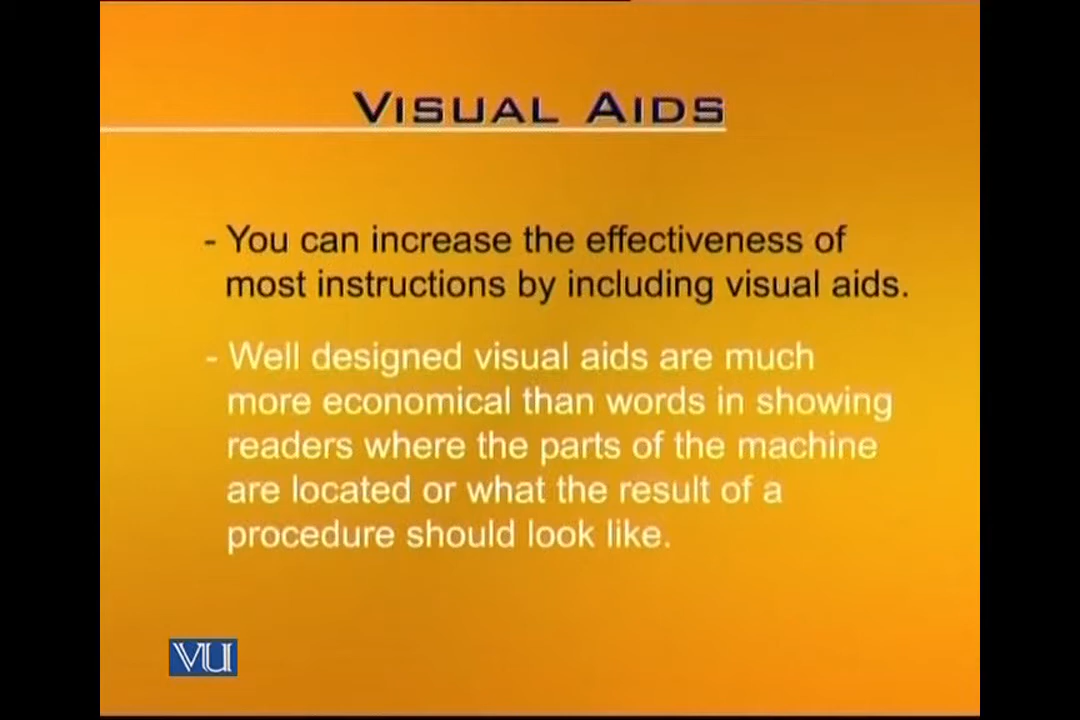 VISUAL AIDS
- You can increase the effectiveness of
most instructions by including visual aids.
- Well designed visual aids are much
more economical than words in showing
readers where the parts of the machine
are located or what the result of a
procedure should look like.
VU